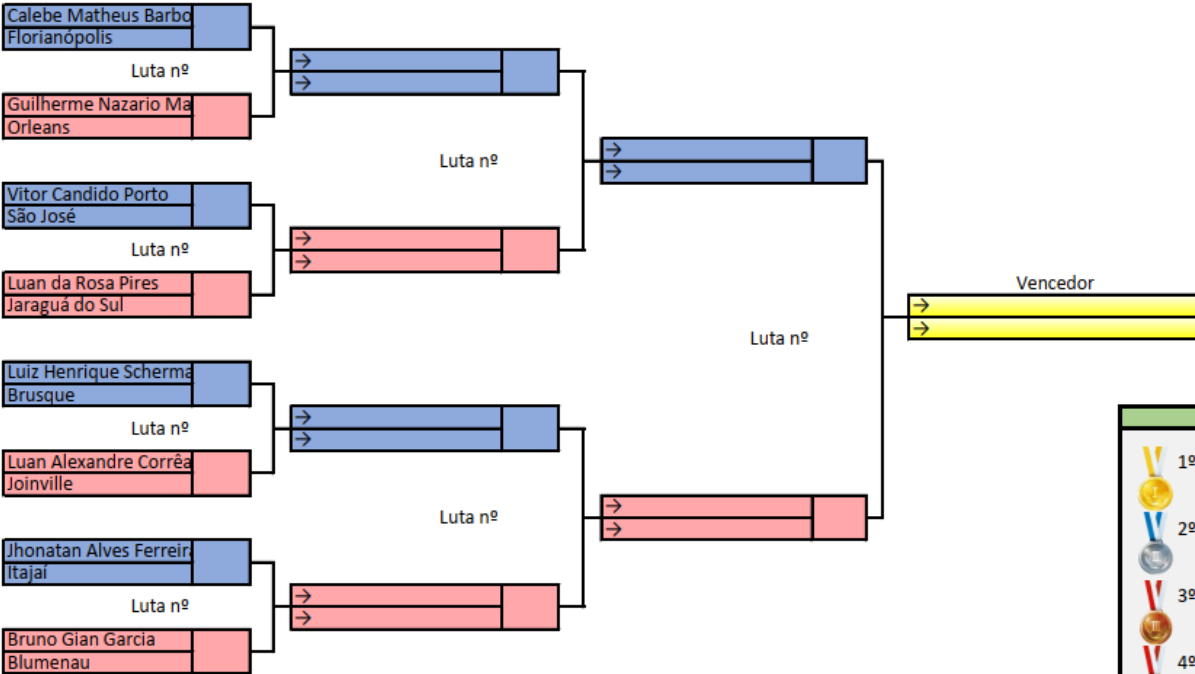 Calebe Matheus Barbo
Florianópolis
Luta nº
Guilherme Nazario Ma
Orleans
Vitor Candido Porto
São José
Luta nº
Luan da Rosa Pires
Jaraguá do Sul
Luiz Henrique Scherma
Brusque
Luta nº
Luan Alexandre Corrêa
Joinville
Jhonatan Alves Ferreira
Itajaí
Luta nº
Bruno Gian Garcia
Blumenau
→
→
Luta nº
→
→
→
→
Luta nº
→
→
→
→
Luta nº
→
→
Vencedor
→
→
1º
2º
3º
4º